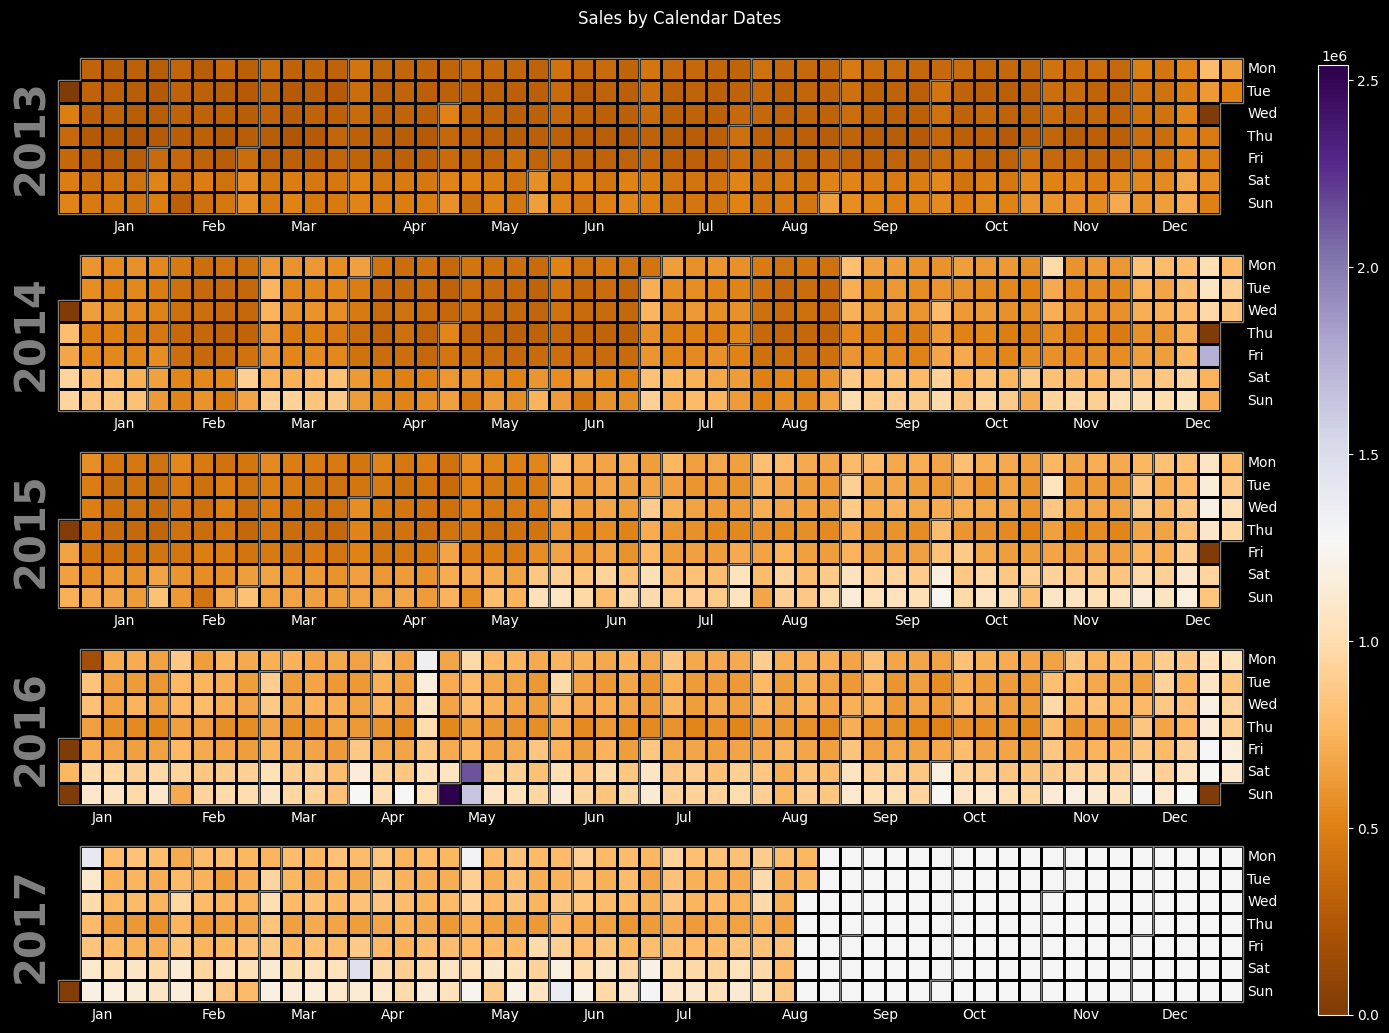 Sales by Calendar Dates
1e6
2013
Mon
Tue
Wed
Thu
Fri
Sat
Sun
Jan Feb Mar Apr May Jun Jul Aug Sep Oct Nov Dec
2014
Mon
Tue
Wed
Thu
Fri
Sat
Sun
Jan Feb Mar Apr May Jun Jul Aug Sep Oct Nov Dec
2015
Mon
Tue
Wed
Thu
Fri
Sat
Sun
Jan Feb Mar Apr May Jun Jul Aug Sep Oct Nov Dec
2016
Mon
Tue
Wed
Thu
Fri
Sat
Sun
Jan Feb Mar Apr May Jun Jul Aug Sep Oct Nov Dec
2017
Mon
Tue
Wed
Thu
Fri
Sat
Sun
Jan Feb Mar Apr May Jun Jul Aug Sep Oct Nov Dec
2.5
2.0
1.5
1.0
0.5
0.0